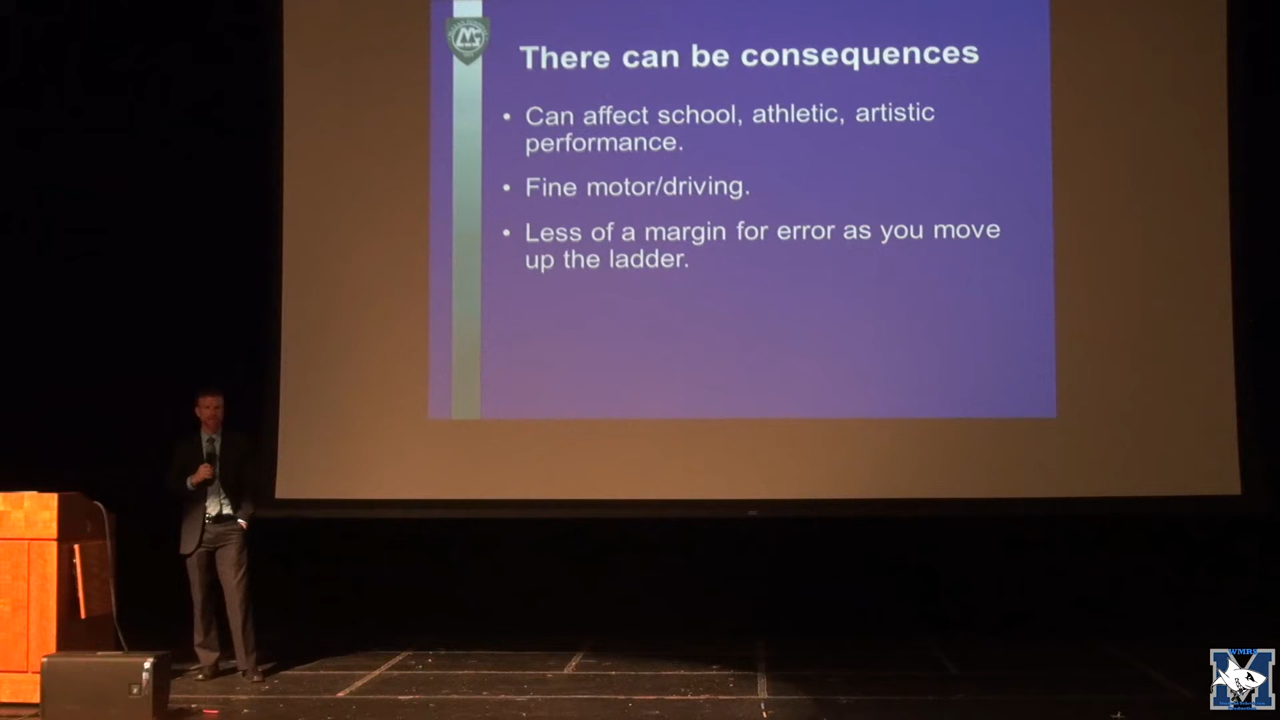 There can be consequences
• Can affect school, athletic, artistic
performance.
• Fine motor/driving.
• Less of a margin for error as you move
up the ladder.
WMRS
M